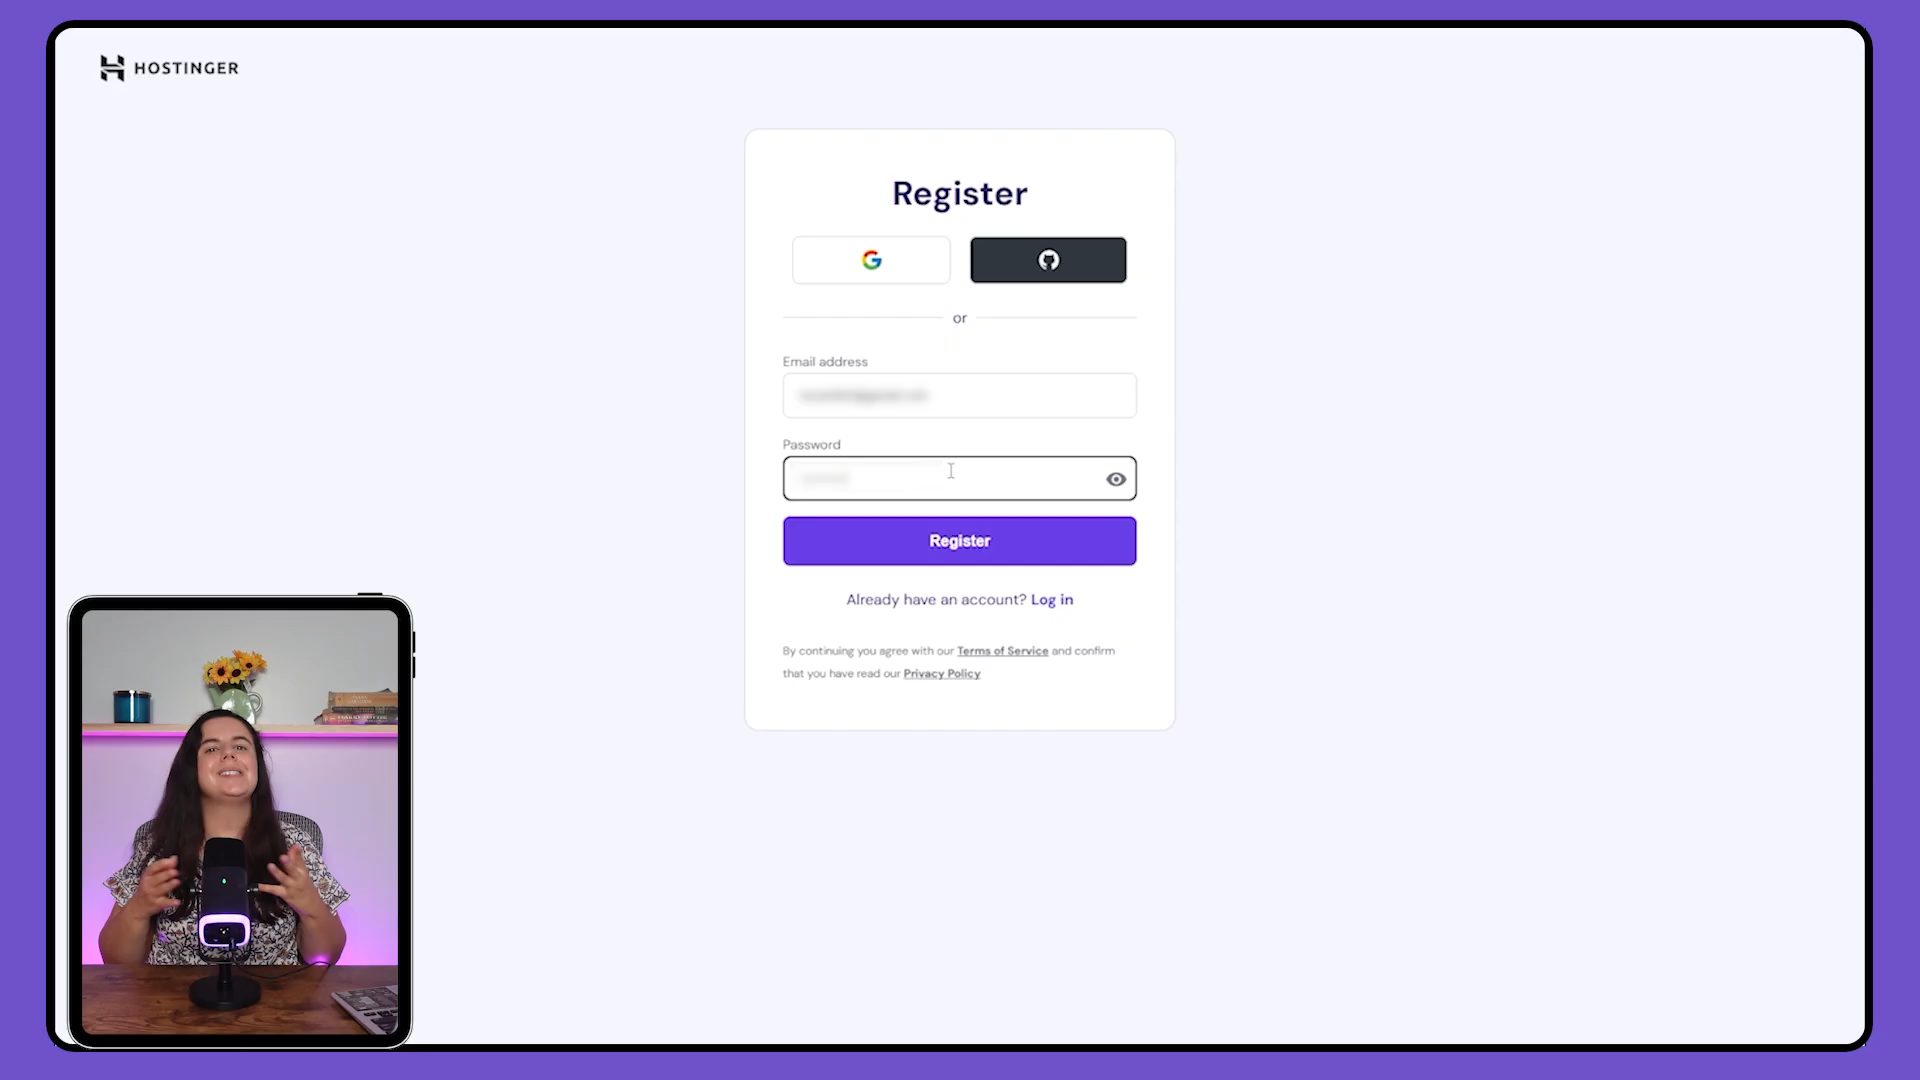 HOSTINGER
Register
or
Email address
Password
Register
Already have an account? Log in
By continuing you agree with our Terms of Service and confirm
that you have read our Privacy Policy